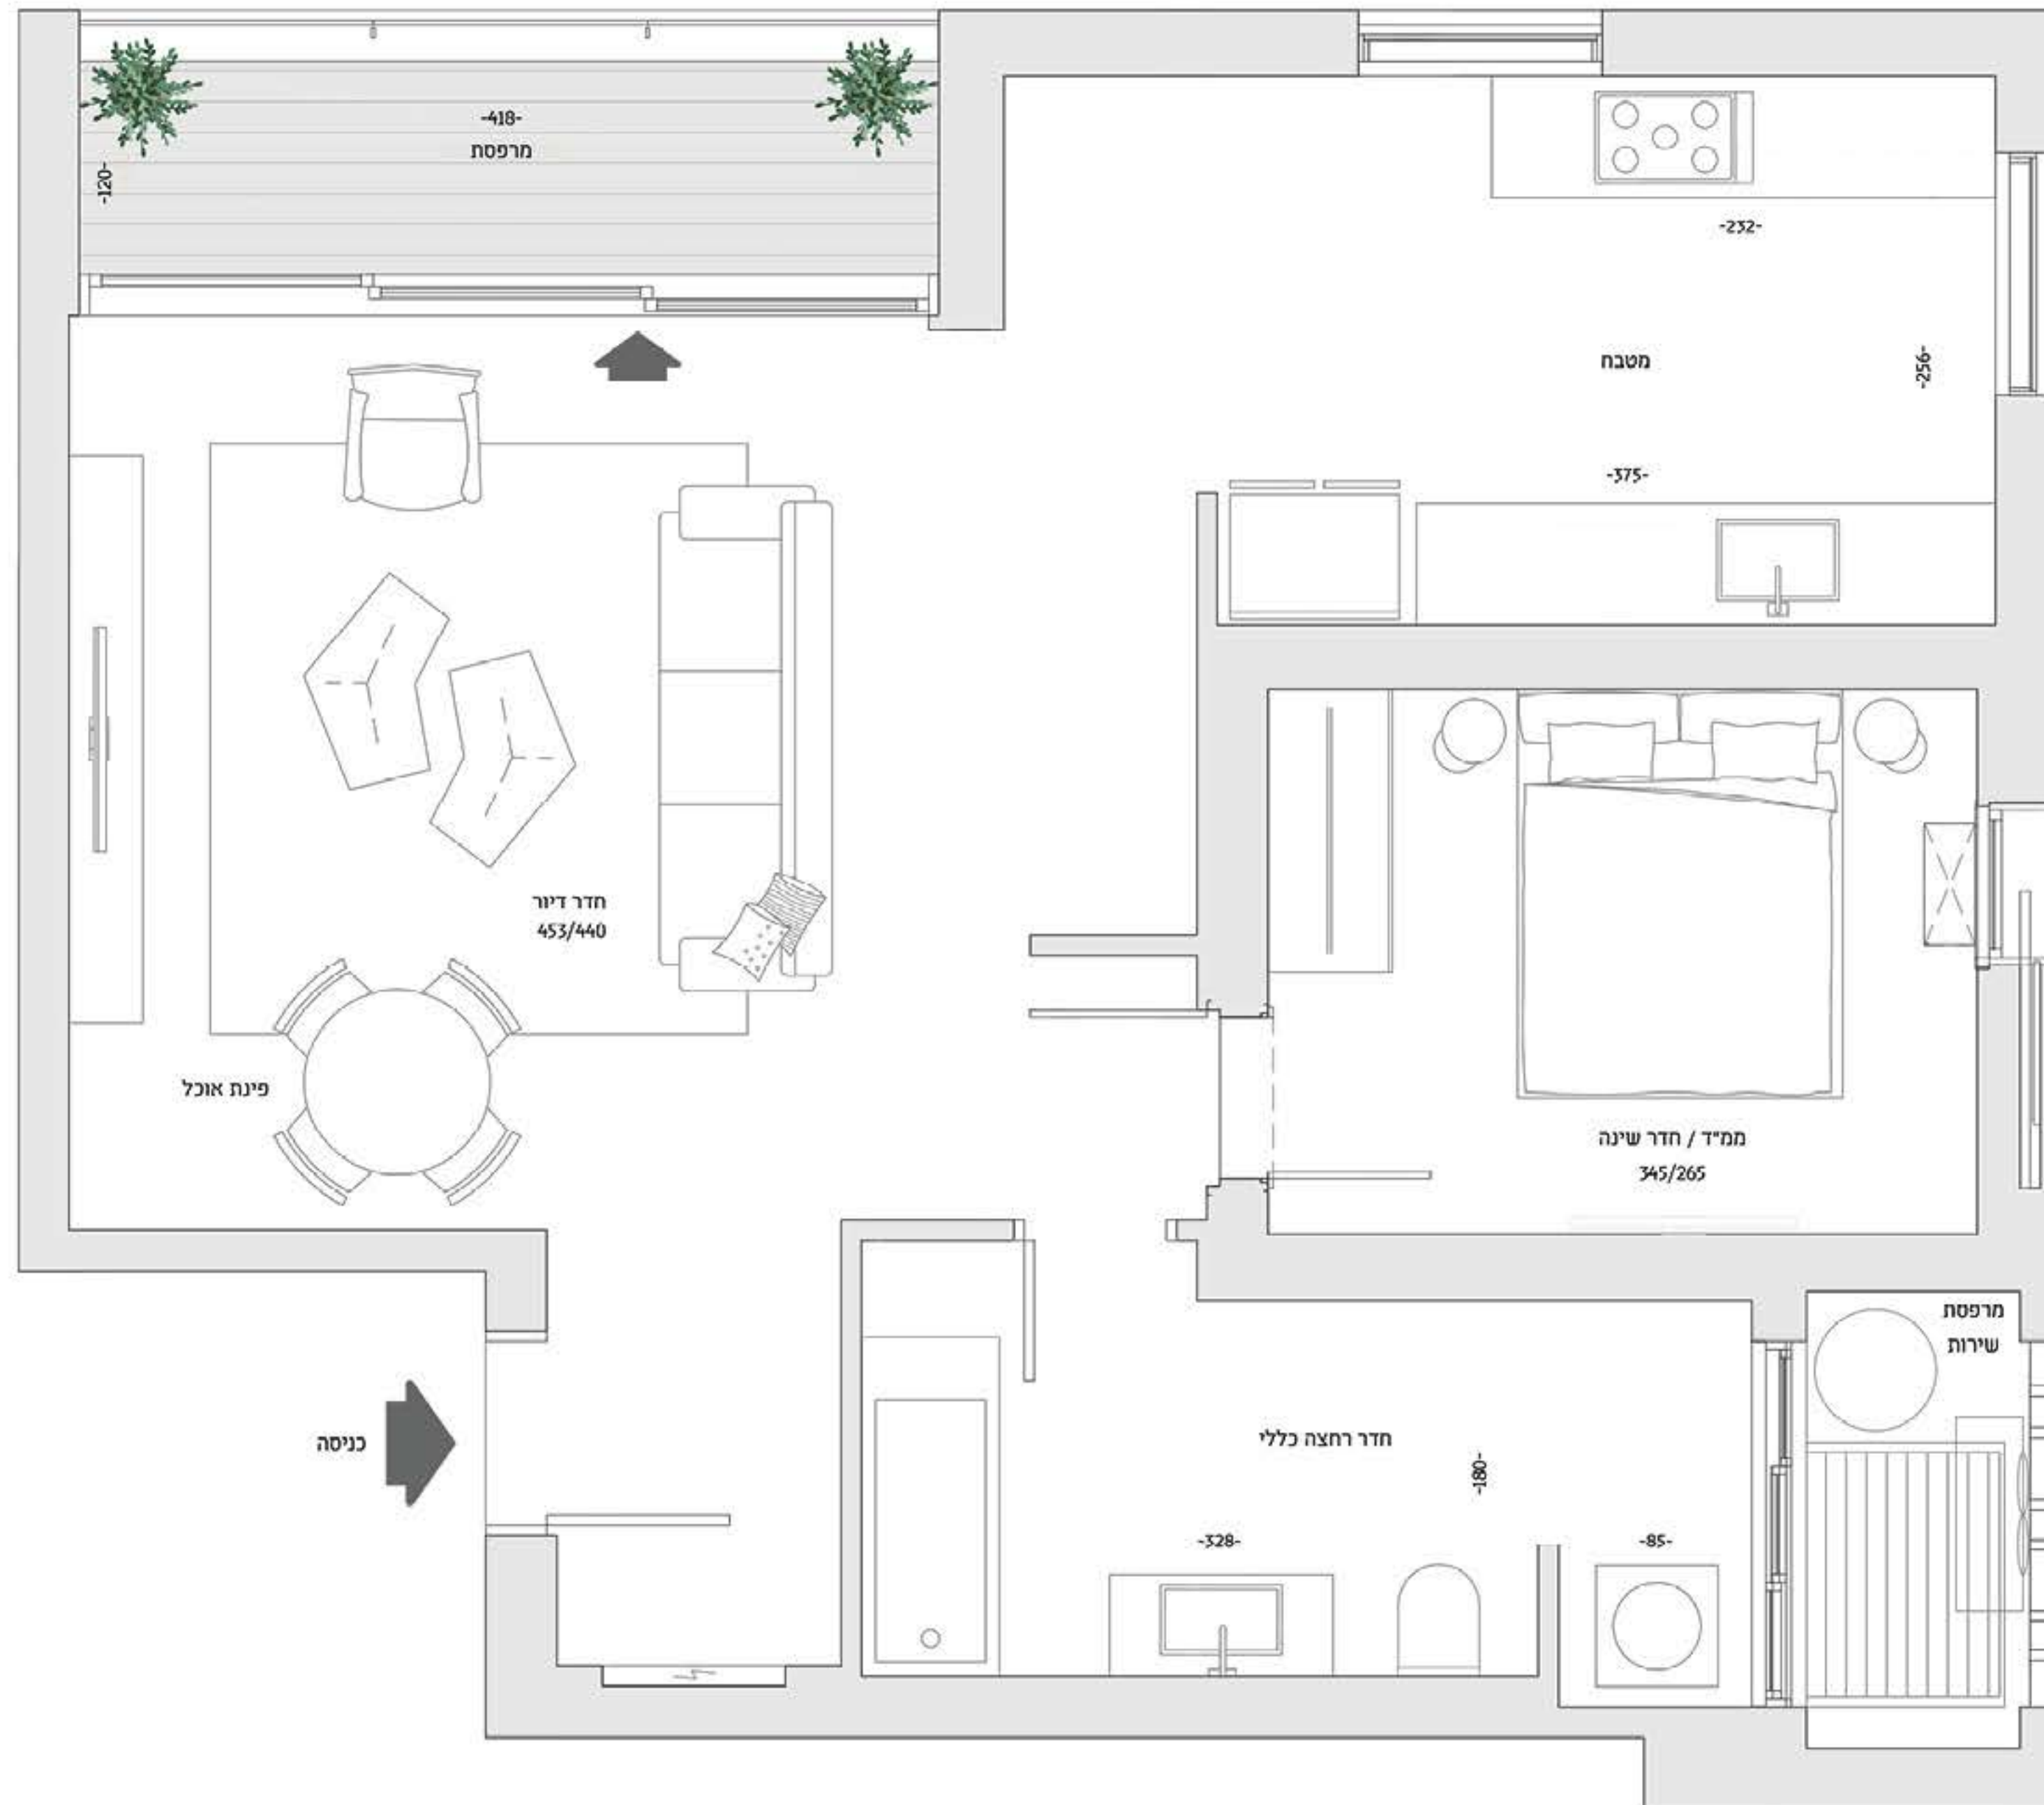 -418-
מרפסת
-120-
-232-
מטבח
-256-
-375-
חדר דיור
453/440
פינת אוכל
ממ"ד / חדר שינה
345/265
מרפסת
שירות
כניסה
חדר רחצה כללי
-180-
-328-
-85-